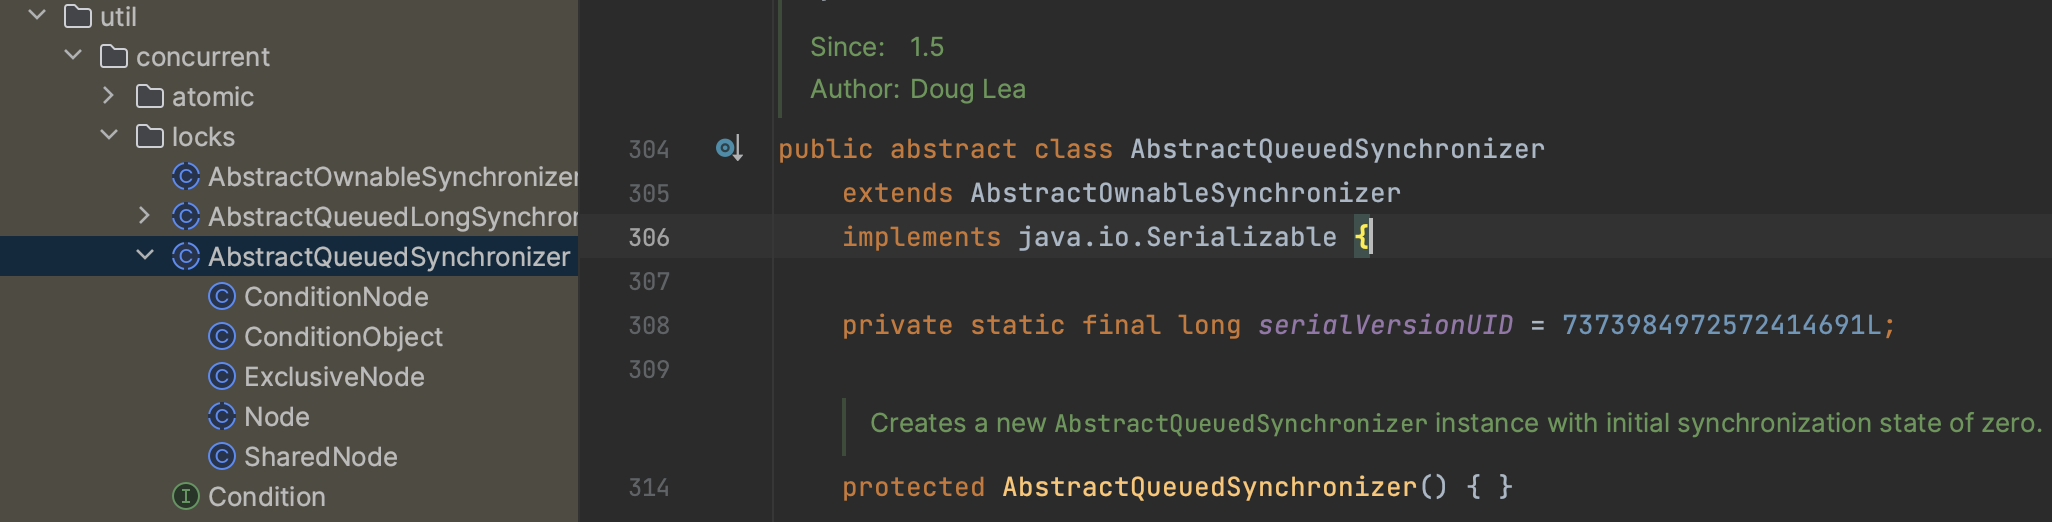 util
concurrent
atomic
locks
AbstractOwnableSynchronizer
AbstractQueuedLongSynchron
AbstractQueuedSynchronizer
ConditionNode
ConditionObject
ExclusiveNode
Node
SharedNode
Condition
Since: 1.5
Author: Doug Lea
304 public abstract class AbstractQueuedSynchronizer
305 extends AbstractOwnableSynchronizer
306 implements java.io.Serializable {
307
308 private static final long serialVersionUID = 7373984972572414691L;
309
Creates a new AbstractQueuedSynchronizer instance with initial synchronization state of zero.
314 protected AbstractQueuedSynchronizer() { }